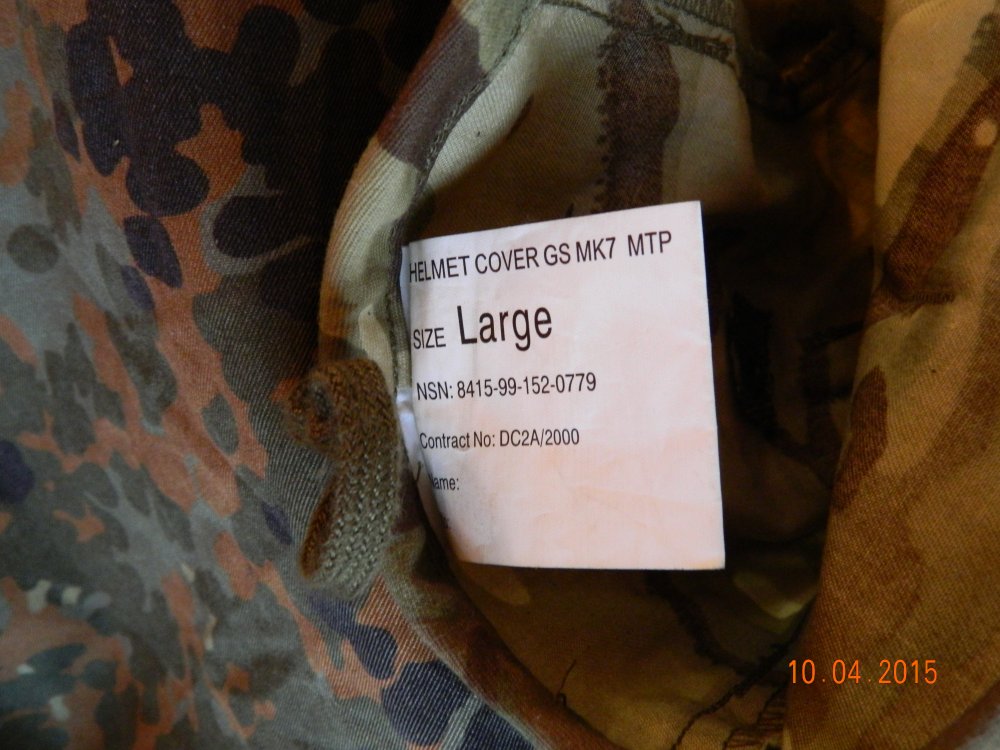 HELMET COVER GS MK7 MTP
SIZE Large
NSN: 8415-99-152-0779
Contract No: DC2A/2000
Name:
10.04.2015